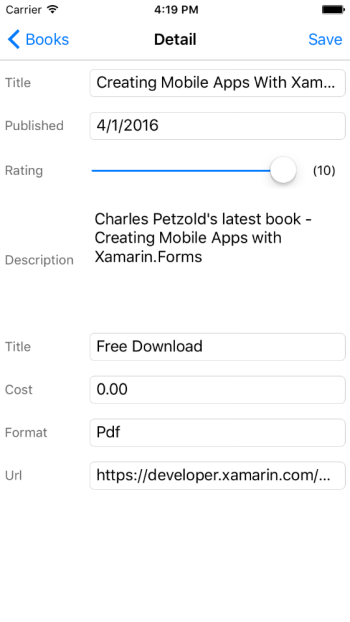 Carrier 4:19 PM
Books Detail Save
Title Creating Mobile Apps With Xam...
Published 4/1/2016
Rating (10)
Charles Petzold's latest book -
Creating Mobile Apps with
Xamarin.Forms
Description
Title Free Download
Cost 0.00
Format Pdf
Url https://developer.xamarin.com/...